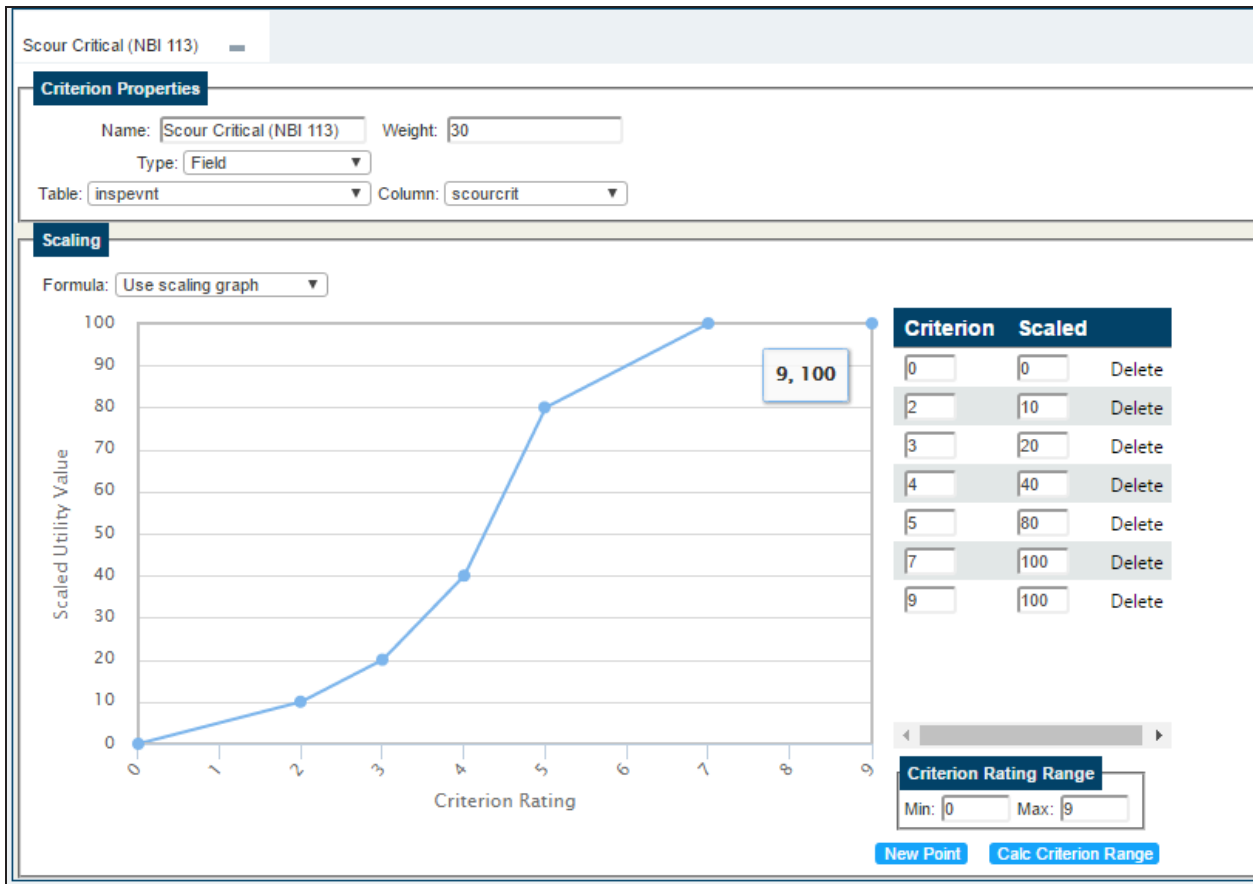 Scour Critical (NBI 113)
Criterion Properties
Name: Scour Critical (NBI 113) Weight: 30
Type: Field
Table: inspevnt Column: scourcrit
Scaling
Formula: Use scaling graph
100
90
80
70
60
50
40
30
20
10
0
Scaled Utility Value
9, 100
0 1 2 3 4 5 6 7 8 9
Criterion Rating
Criterion Scaled
0 0 Delete
2 10 Delete
3 20 Delete
4 40 Delete
5 80 Delete
7 100 Delete
9 100 Delete
Criterion Rating Range
Min: 0 Max: 9
New Point Calc Criterion Range